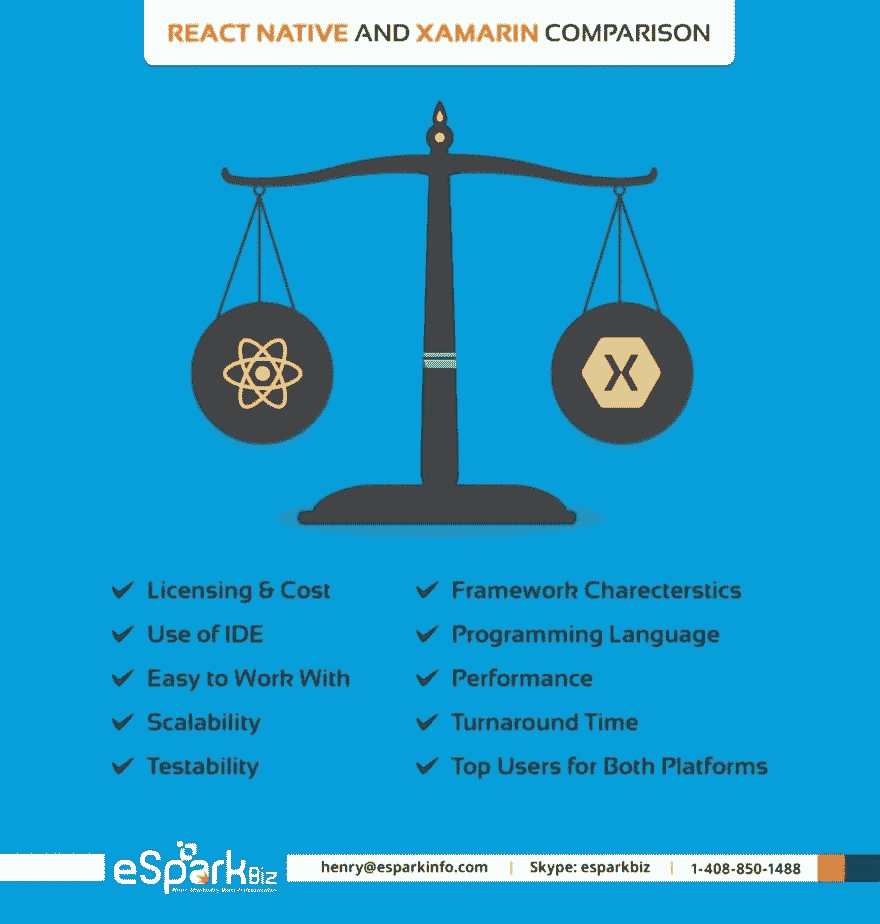 REACT NATIVE AND XAMARIN COMPARISON
X
Licensing & Cost
Use of IDE
Easy to Work With
Scalability
Testability
Framework Charecterstics
Programming Language
Performance
Turnaround Time
Top Users for Both Platforms
eSparkBiz
henry@esparkinfo.com | Skype: esparkbiz | 1-408-850-1488